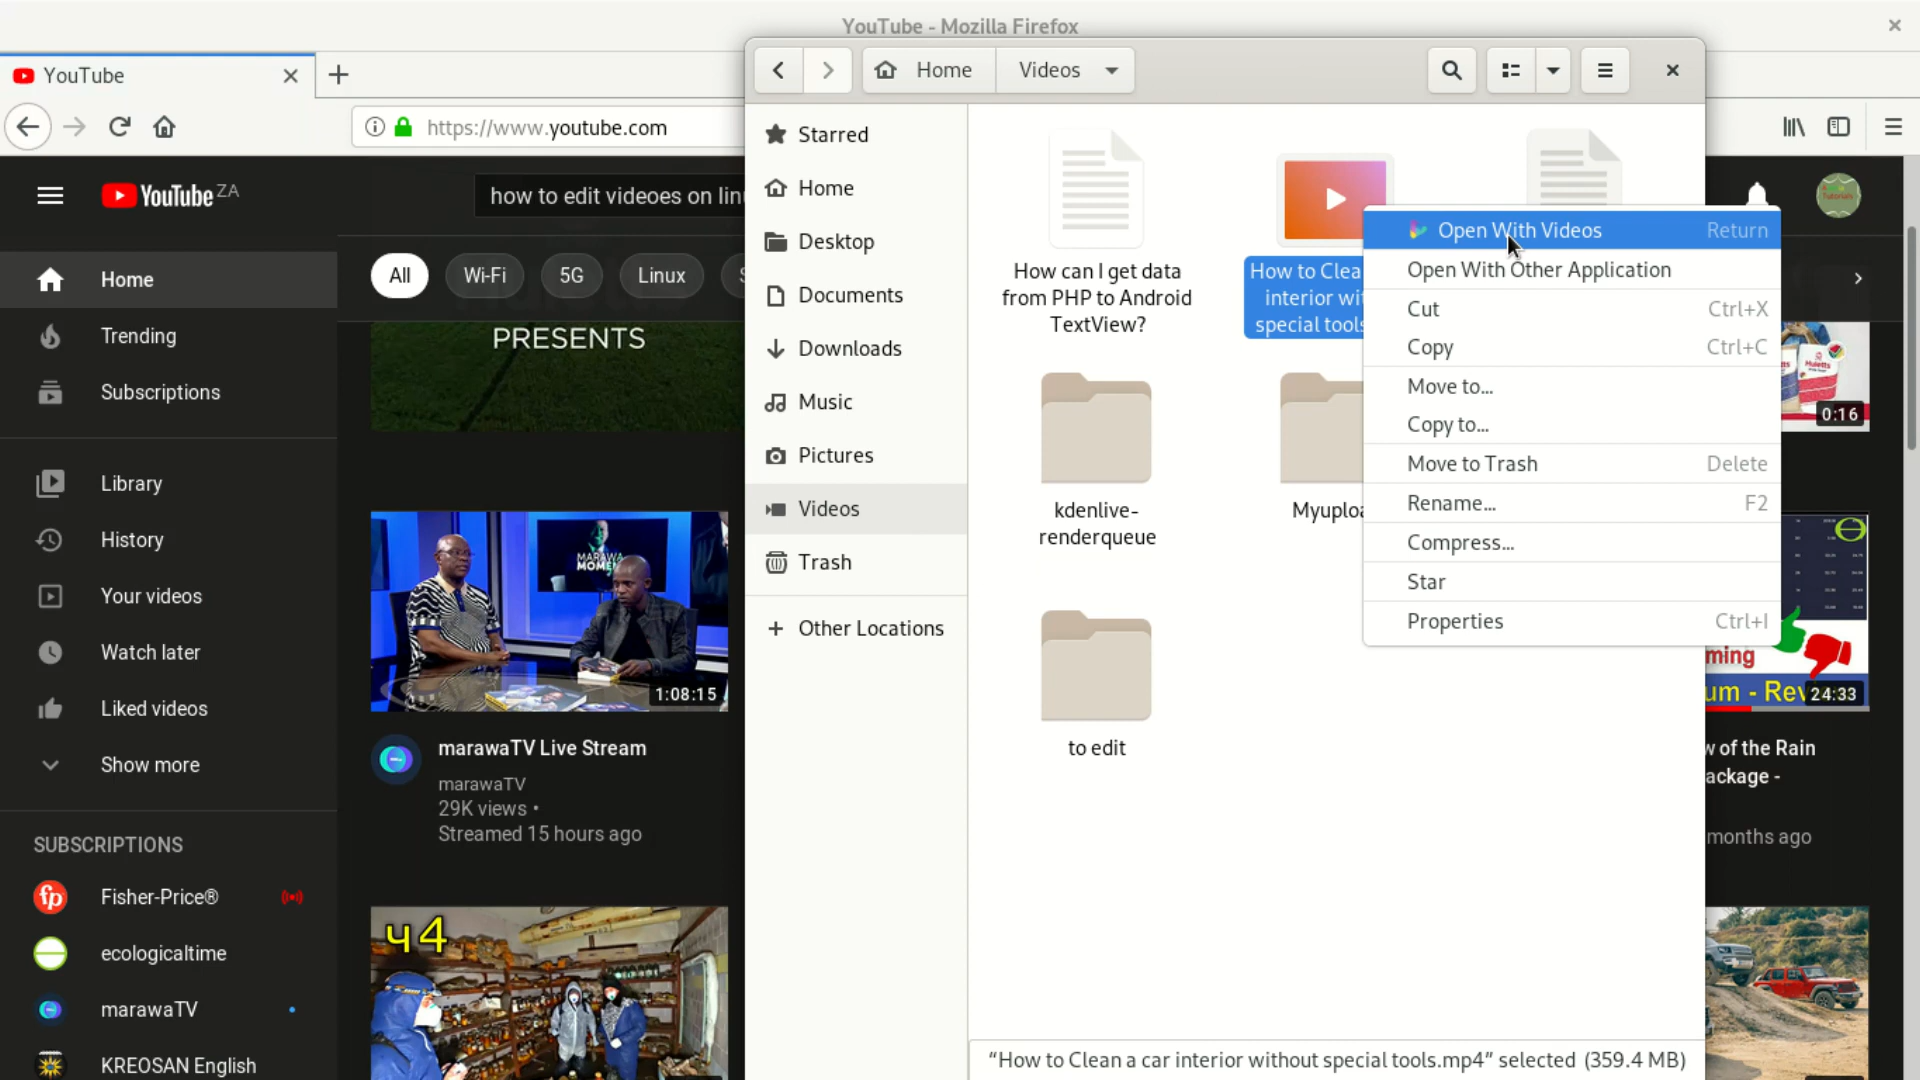 YouTube - Mozilla Firefox
YouTube
https://www.youtube.com
YouTube ZA
how to edit videoes on linu
Home
Trending
Subscriptions
Library
History
Your videos
Watch later
Liked videos
Show more
SUBSCRIPTIONS
Fisher-Price®
ecologicaltime
marawaTV
KREOSAN English
All
Wi-Fi
5G
Linux
PRESENTS
MARAWA
1:08:15
marawaTV Live Stream
marawaTV
29K views •
Streamed 15 hours ago
ч4
Home
Videos
Starred
Home
Desktop
Documents
Downloads
Music
Pictures
Videos
Trash
Other Locations
How can I get data
from PHP to Android
TextView?
How to Clea
interior wi
special tools
kdenlive-
renderqueue
Myuploa
to edit
Open With Videos Return
Open With Other Application
Cut Ctrl+X
Copy Ctrl+C
Move to...
Copy to...
Move to Trash Delete
Rename... F2
Compress...
Star
Properties Ctrl+I
"How to Clean a car interior without special tools.mp4" selected (359.4 MB)
0:16
ming
um - Rev
24:33
w of the Rain
ackage -
months ago